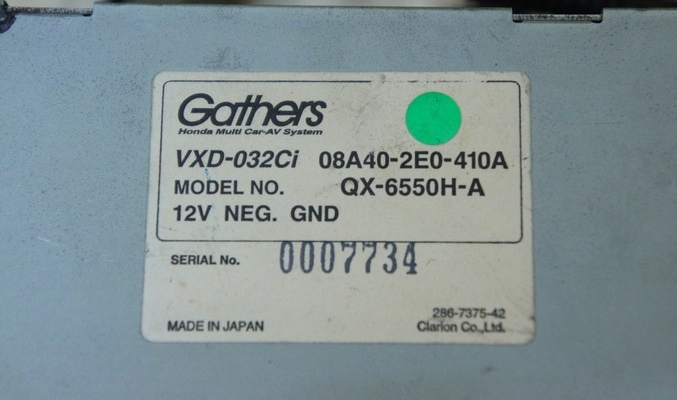 Gathers
Honda Multi Car-AV System
VXD-032Ci 08A40-2E0-410A
MODEL NO. QX-6550H-A
12V NEG. GND
SERIAL No. 0007734
286-7375-42
MADE IN JAPAN Clarion Co.,Ltd.